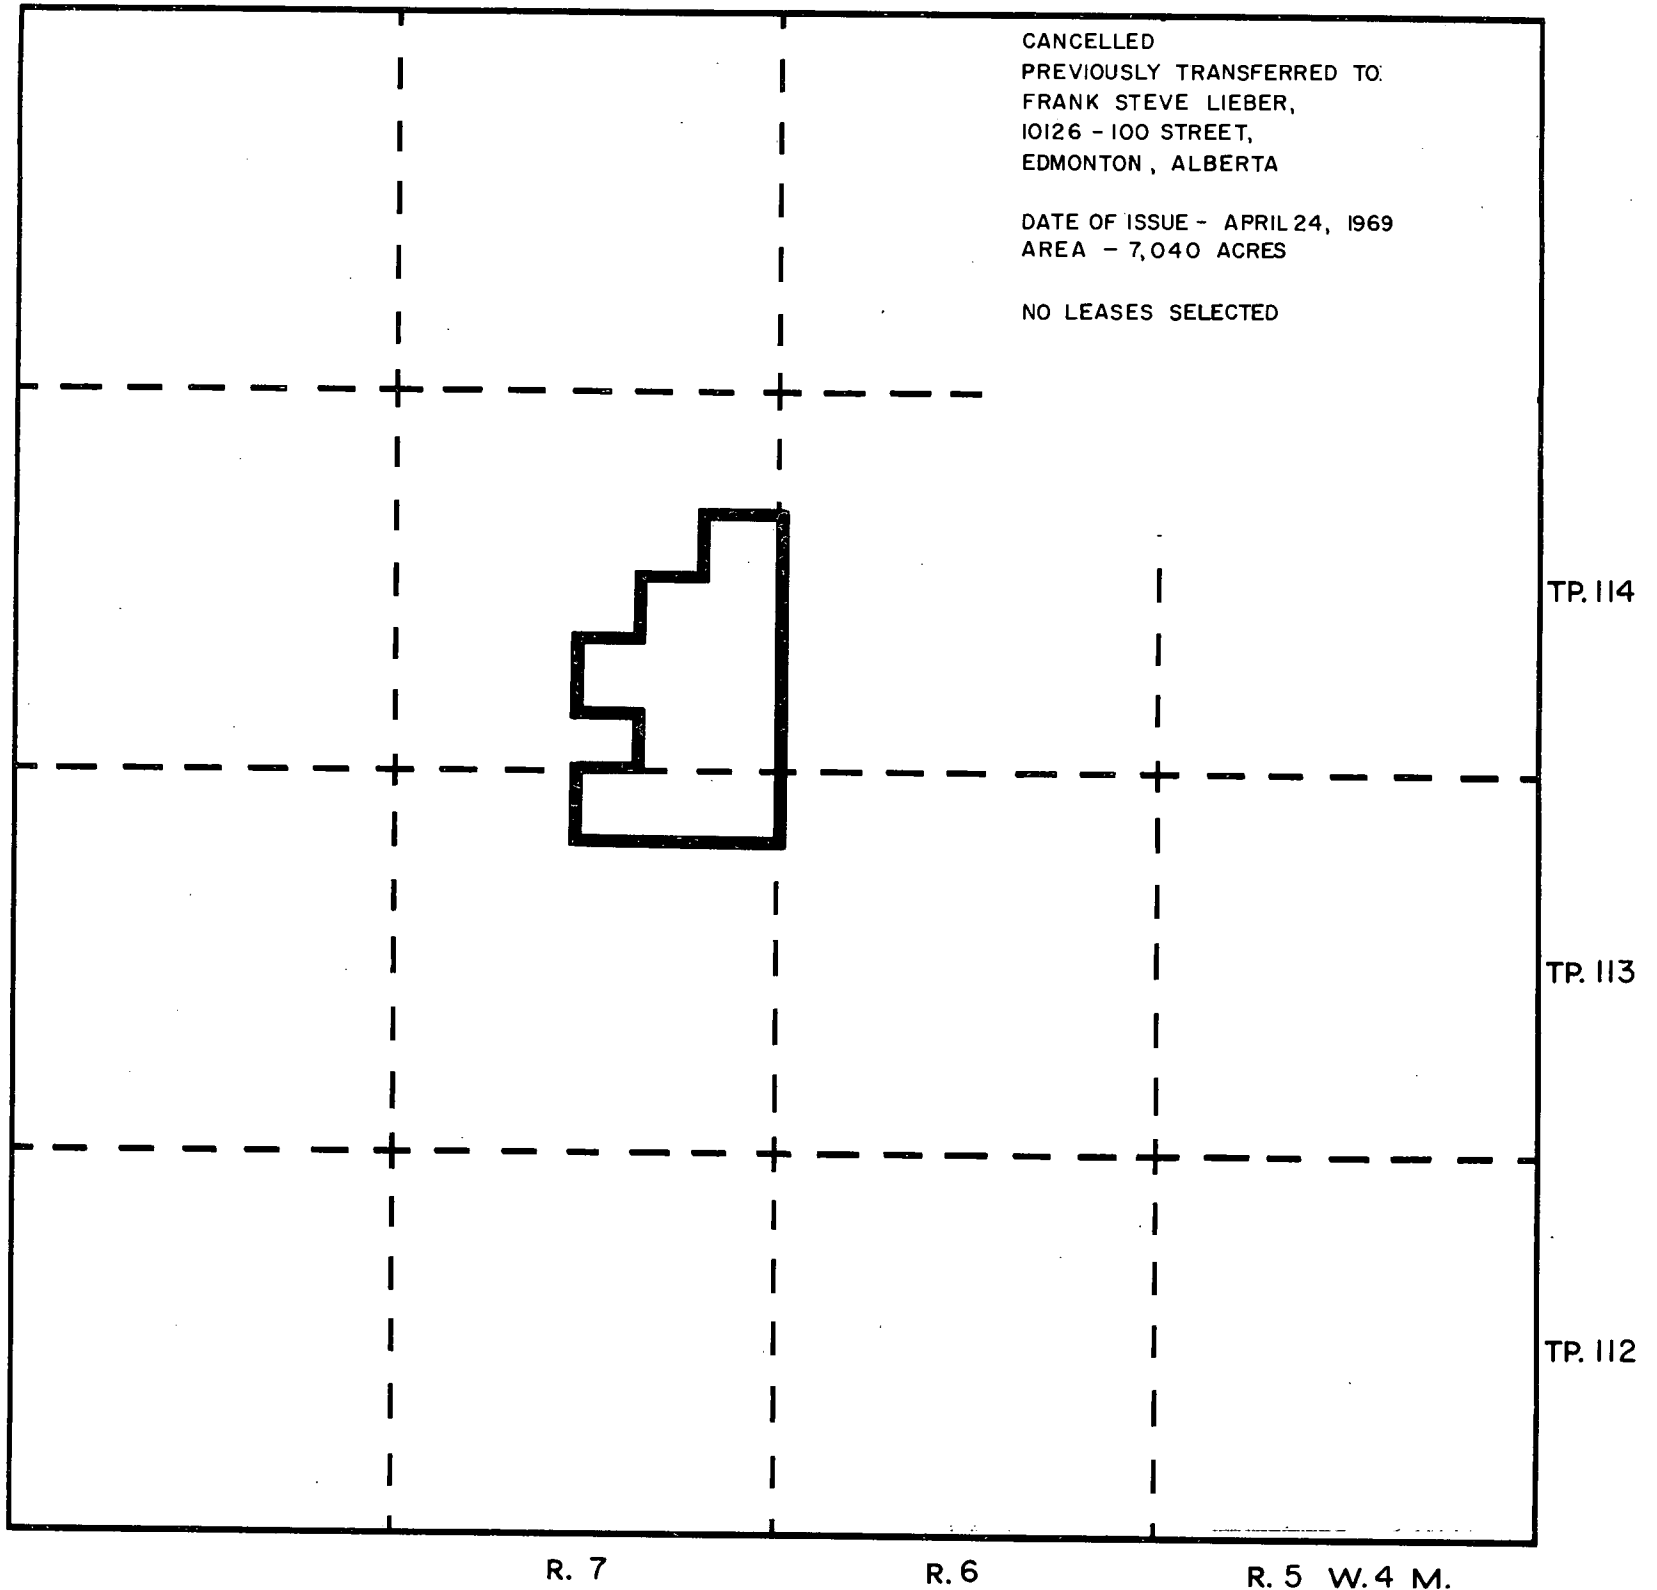 CANCELLED
PREVIOUSLY TRANSFERRED TO:
FRANK STEVE LIEBER,
10126 - 100 STREET,
EDMONTON, ALBERTA
DATE OF ISSUE - APRIL 24, 1969
AREA - 7,040 ACRES
NO LEASES SELECTED
TP. 114
TP. 113
TP. 112
R. 7 R. 6 R. 5 W. 4 M.